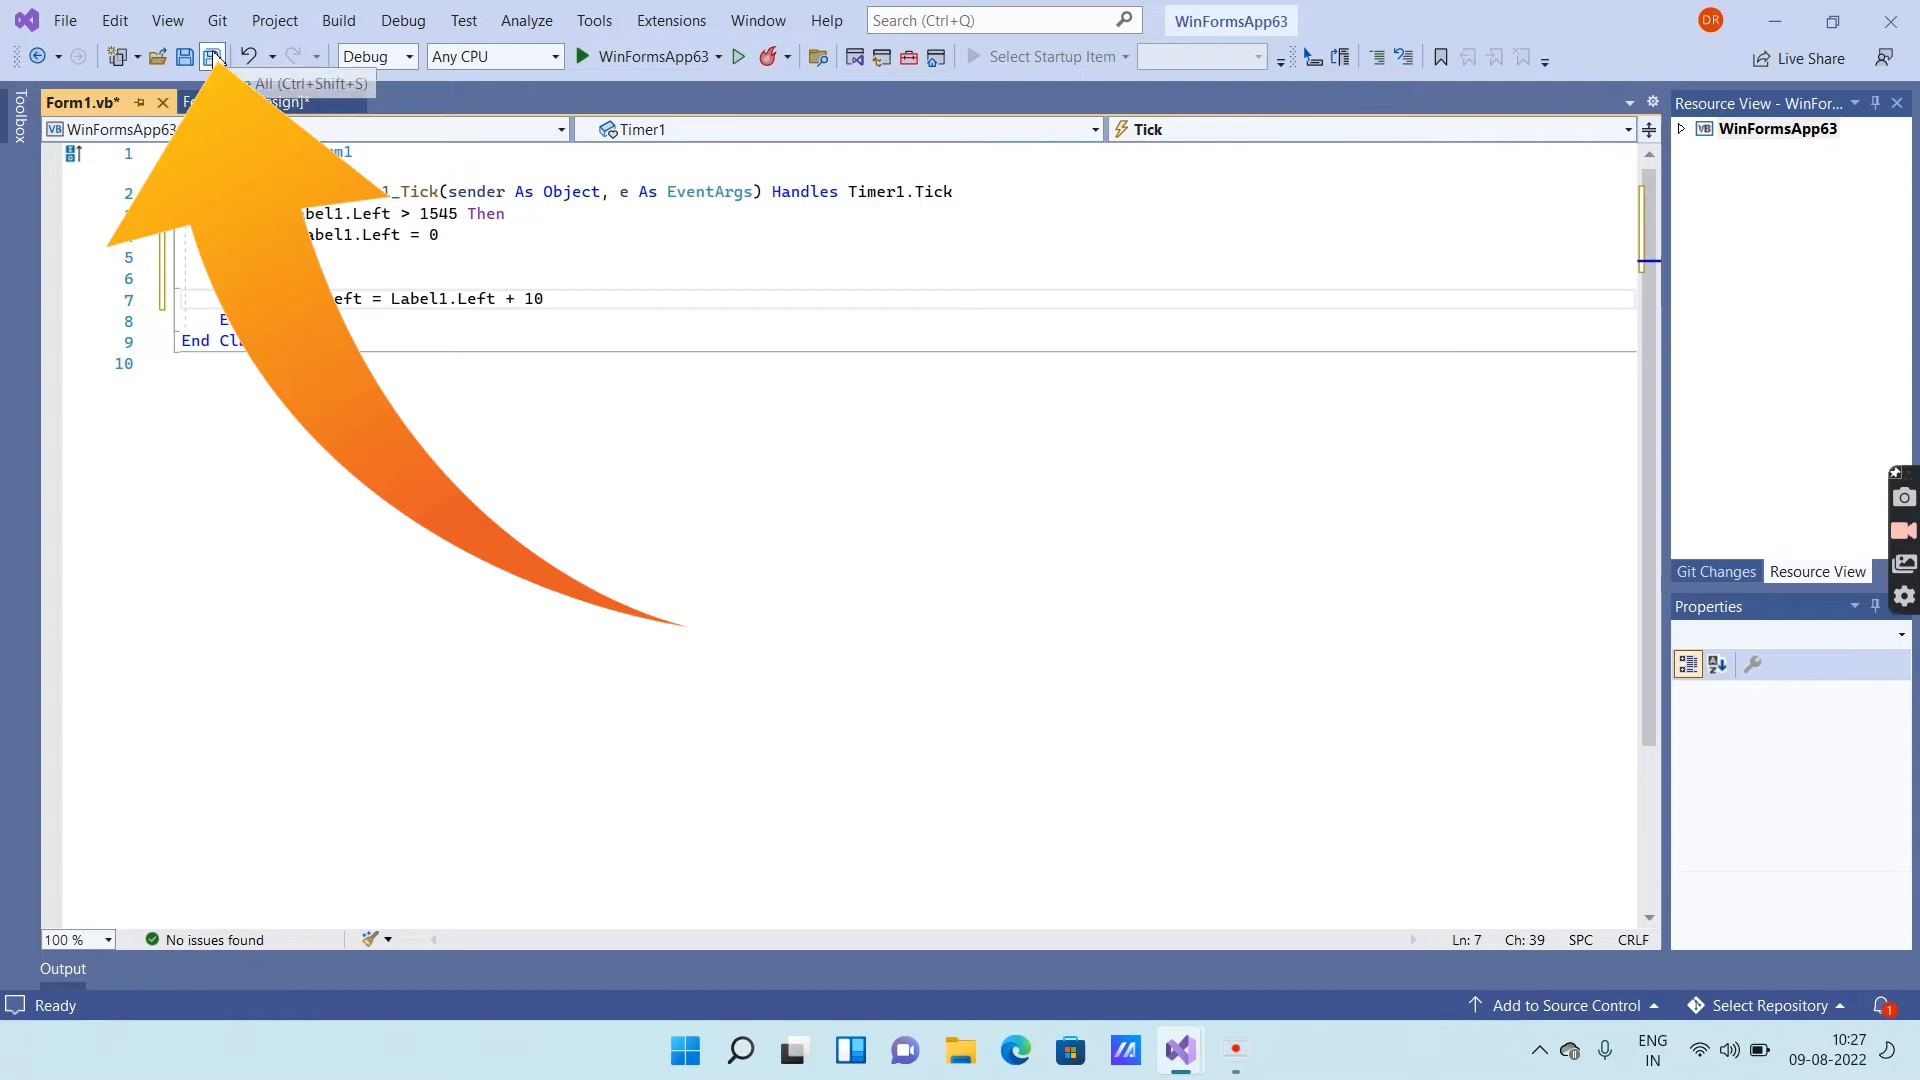 File Edit View Git Project Build Debug Test Analyze Tools Extensions Window Help Search (Ctrl+Q) WinFormsApp63 DR
Debug Any CPU WinFormsApp63 Select Startup Item Live Share
All (Ctrl+Shift+S)
Toolbox
Form1.vb*
Resource View - WinFor...
WinFormsApp63 Timer1 Tick
WinFormsApp63
1
2 1_Tick(sender As Object, e As EventArgs) Handles Timer1.Tick
bel1.Left > 1545 Then
abel1.Left = 0
5
6
7 eft = Label1.Left + 10
8 E
9 End Cl
10
Git Changes Resource View
Properties
100 % No issues found Ln: 7 Ch: 39 SPC CRLF
Output
Ready Add to Source Control Select Repository 1
ENG
IN
10:27
09-08-2022